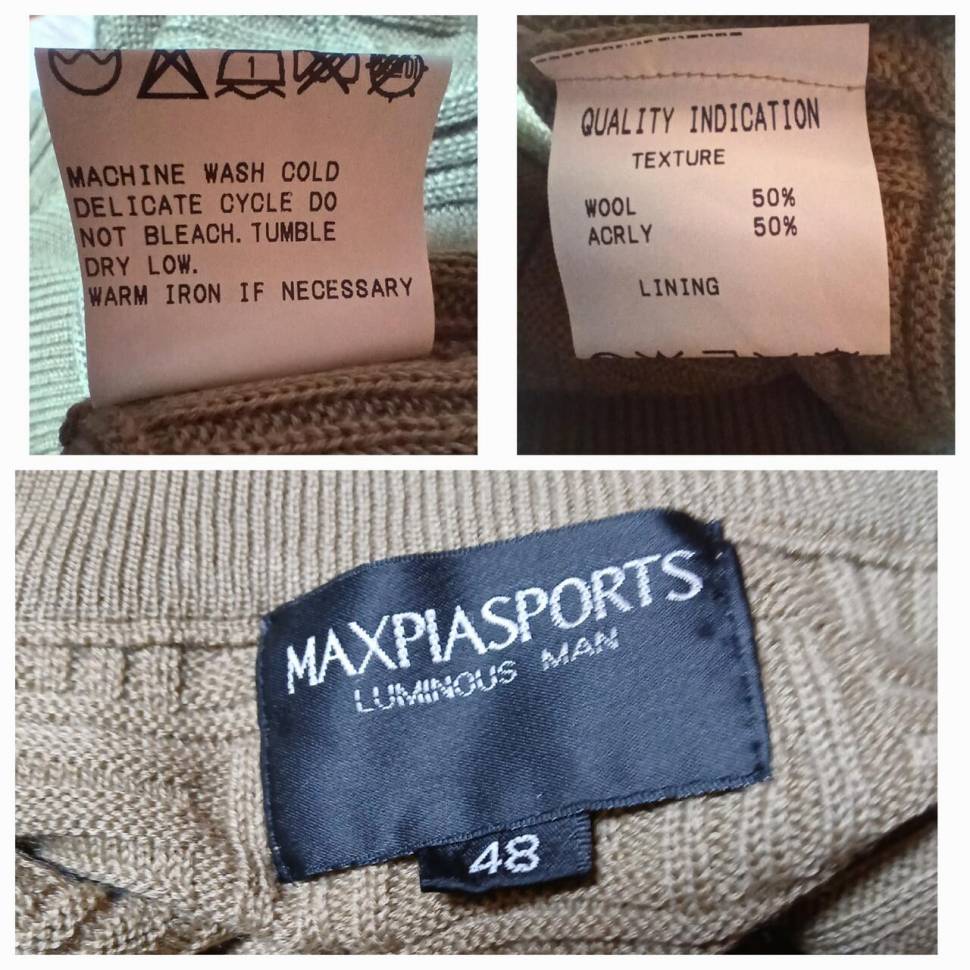 MACHINE WASH COLD
DELICATE CYCLE DO
NOT BLEACH. TUMBLE
DRY LOW.
WARM IRON IF NECESSARY
QUALITY INDICATION
TEXTURE
WOOL 50%
ACRLY 50%
LINING
MAXPIASPORTS
LUMINOUS MAN
48